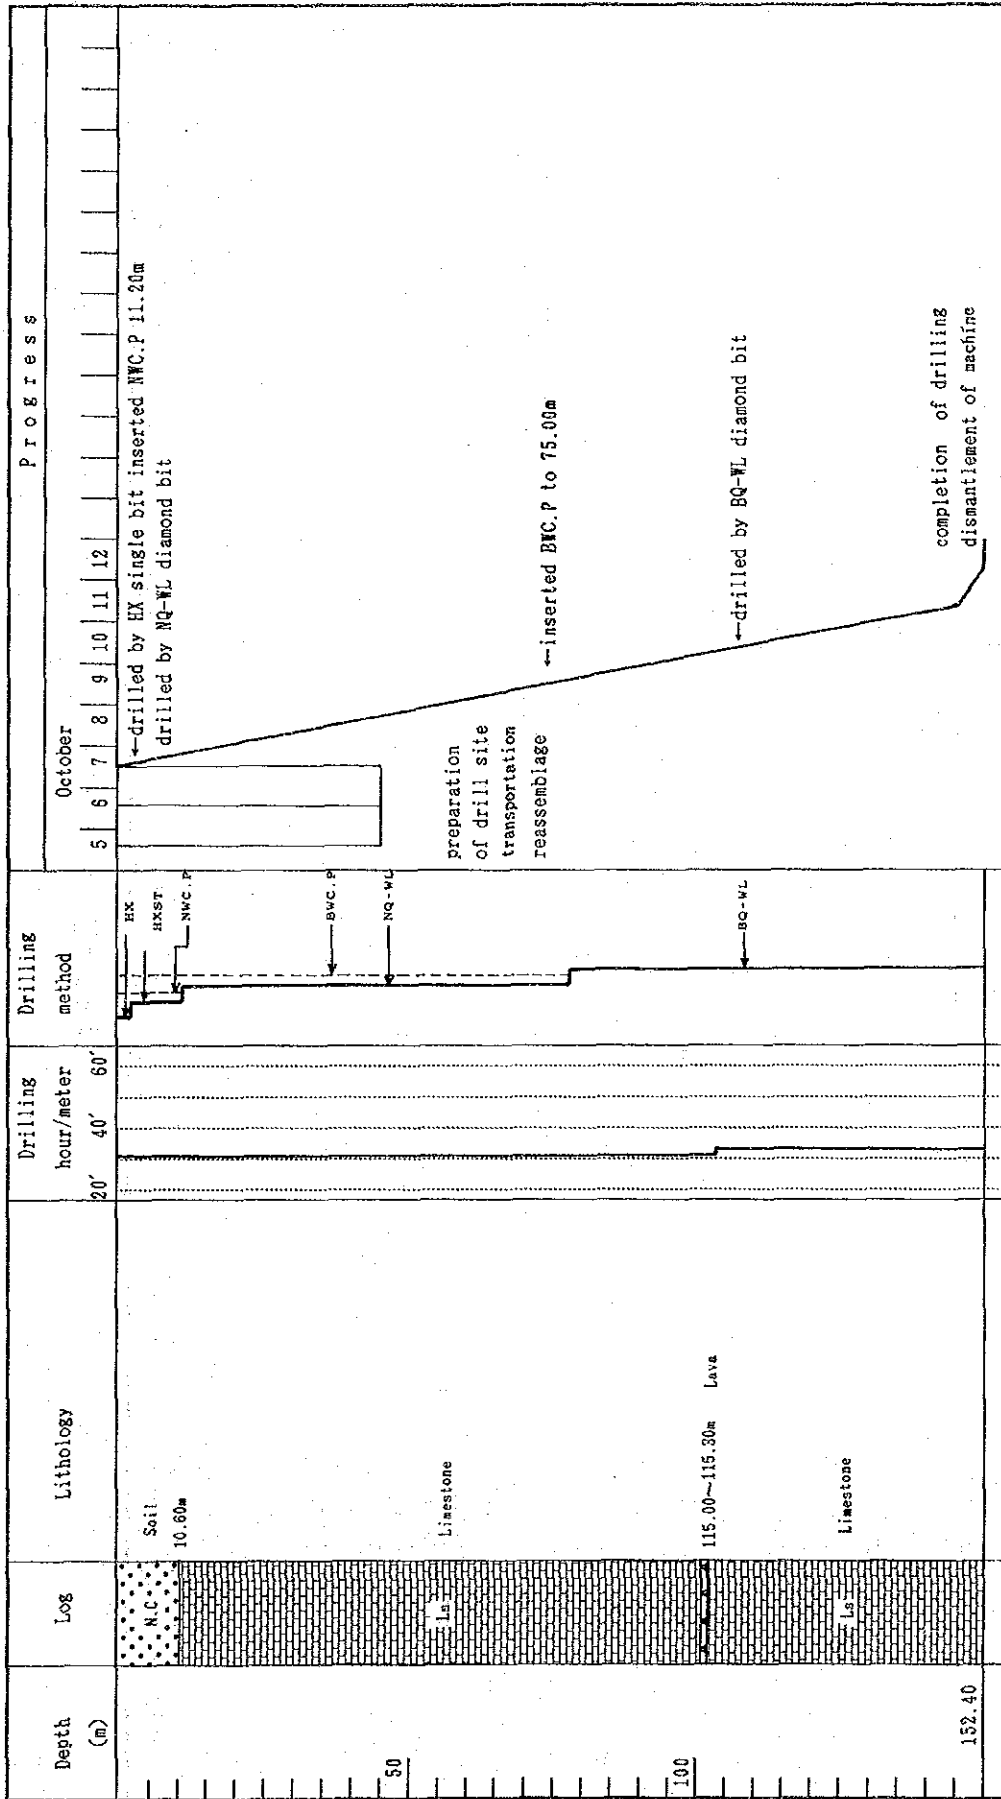 Depth
(m)
Log
Lithology
Drilling
hour/meter
20′ 40′ 60′
Drilling
method
Progress
October
5 6 7 8 9 10 11 12
50
100
152.40
N.C
Ls
Soil
10.60m
Limestone
115.00~115.30m Lava
Limestone
HX
HXST
NWC.P
BWC.P
NQ-WL
BQ-WL
←drilled by HX single bit inserted NWC.P 11.20m
drilled by NQ-WL diamond bit
preparation
of drill site
transportation
reassemblage
←inserted BWC.P to 75.00m
←drilled by BQ-WL diamond bit
completion of drilling
dismantlement of machine